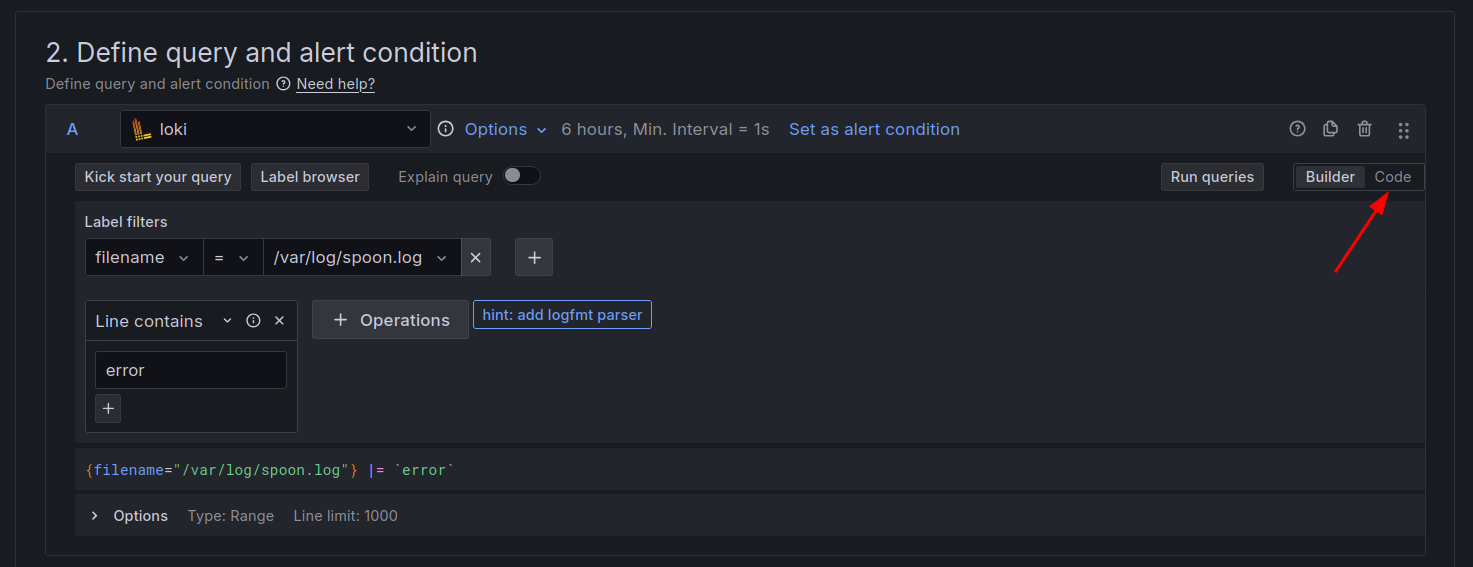 2. Define query and alert condition
Define query and alert condition Need help?
A loki Options 6 hours, Min. Interval = 1s Set as alert condition
Kick start your query Label browser Explain query Run queries Builder Code
Label filters
filename = /var/log/spoon.log
Line contains Operations hint: add logfmt parser
error
{filename="/var/log/spoon.log"} |= `error`
Options Type: Range Line limit: 1000